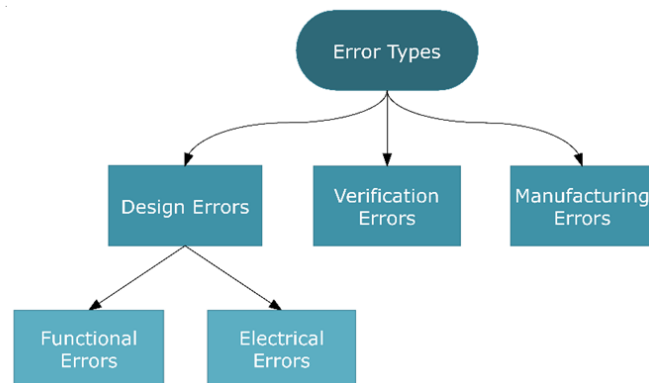 Error Types
Design Errors
Verification
Errors
Manufacturing
Errors
Functional
Errors
Electrical
Errors